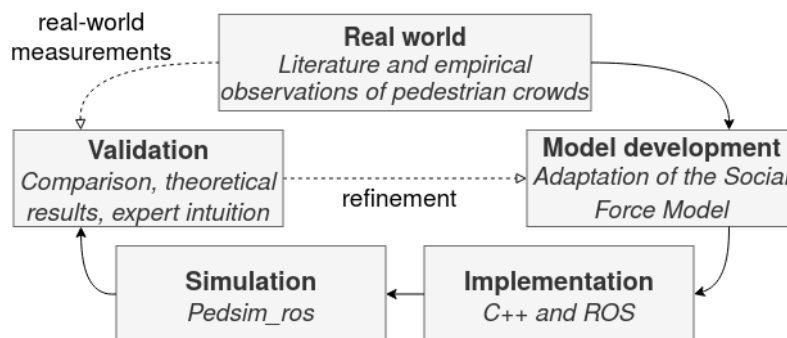 real-world
measurements
Real world
Literature and empirical
observations of pedestrian crowds
Validation
Comparison, theoretical
results, expert intuition
refinement
Model development
Adaptation of the Social
Force Model
Simulation
Pedsim_ros
Implementation
C++ and ROS